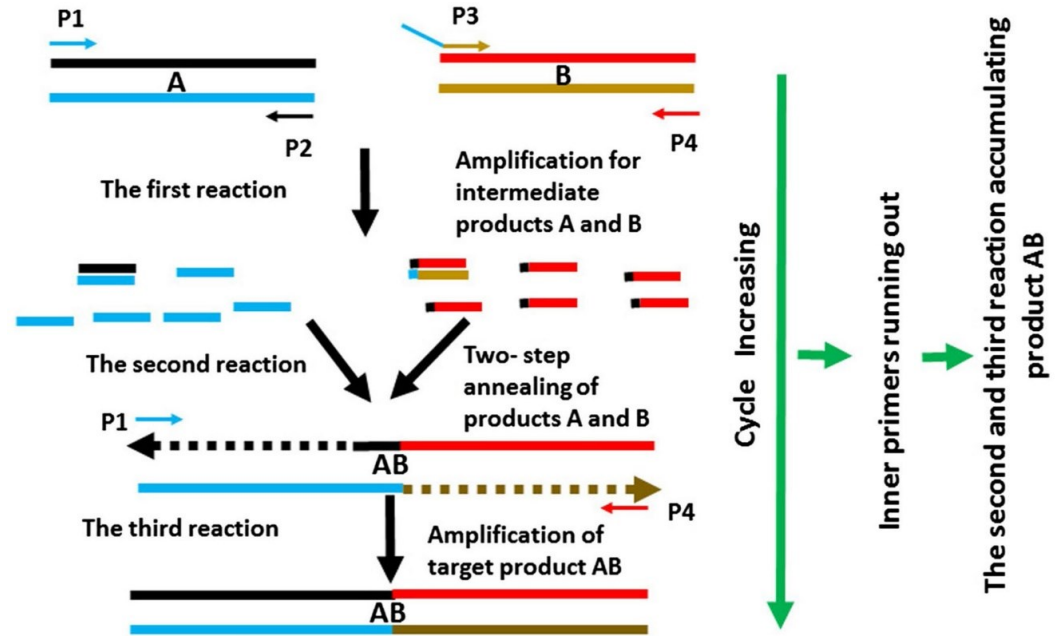 P1
A
P2
P3
B
P4
The first reaction
Amplification for
intermediate
products A and B
The second reaction
Two- step
annealing of
products A and B
P1
AB
P4
The third reaction
Amplification of
target product AB
AB
Cycle Increasing
Inner primers running out
The second and third reaction accumulating
product AB